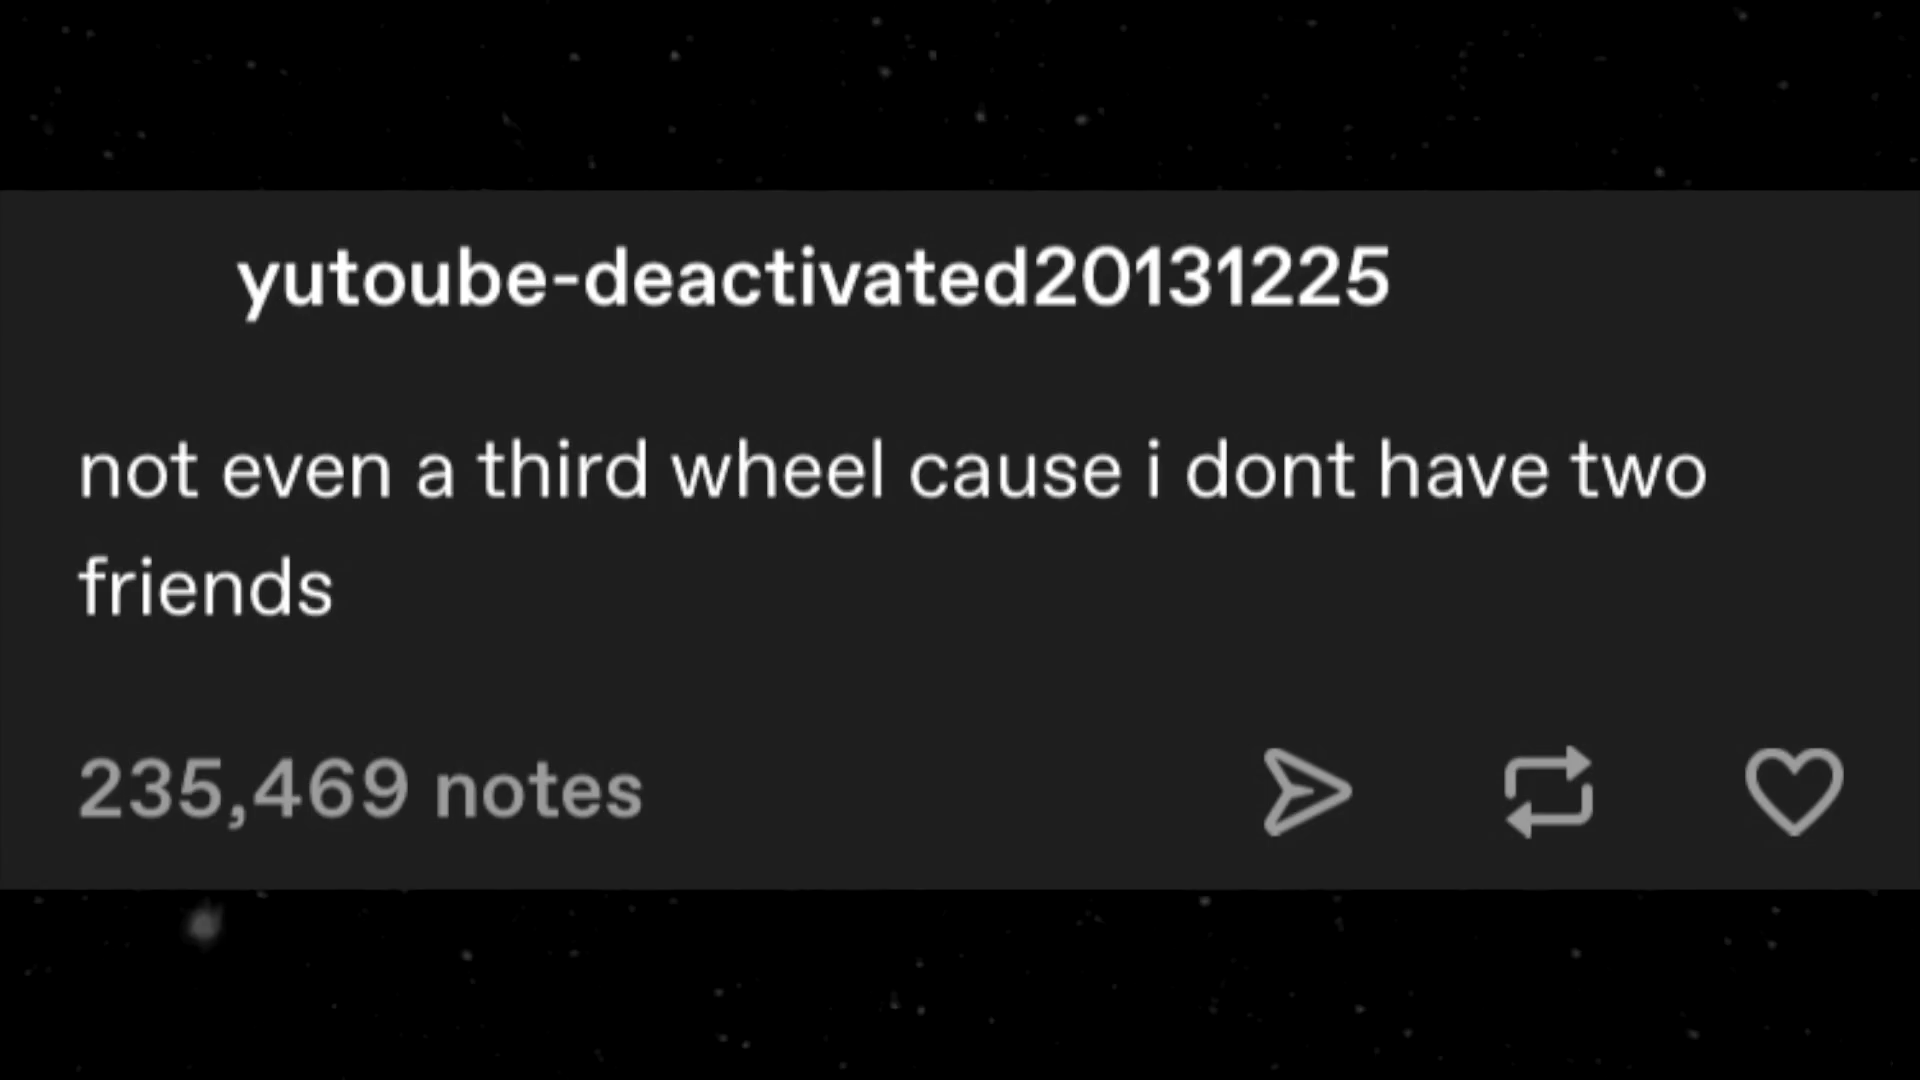 yutoube-deactivated20131225
not even a third wheel cause i dont have two
friends
235,469 notes